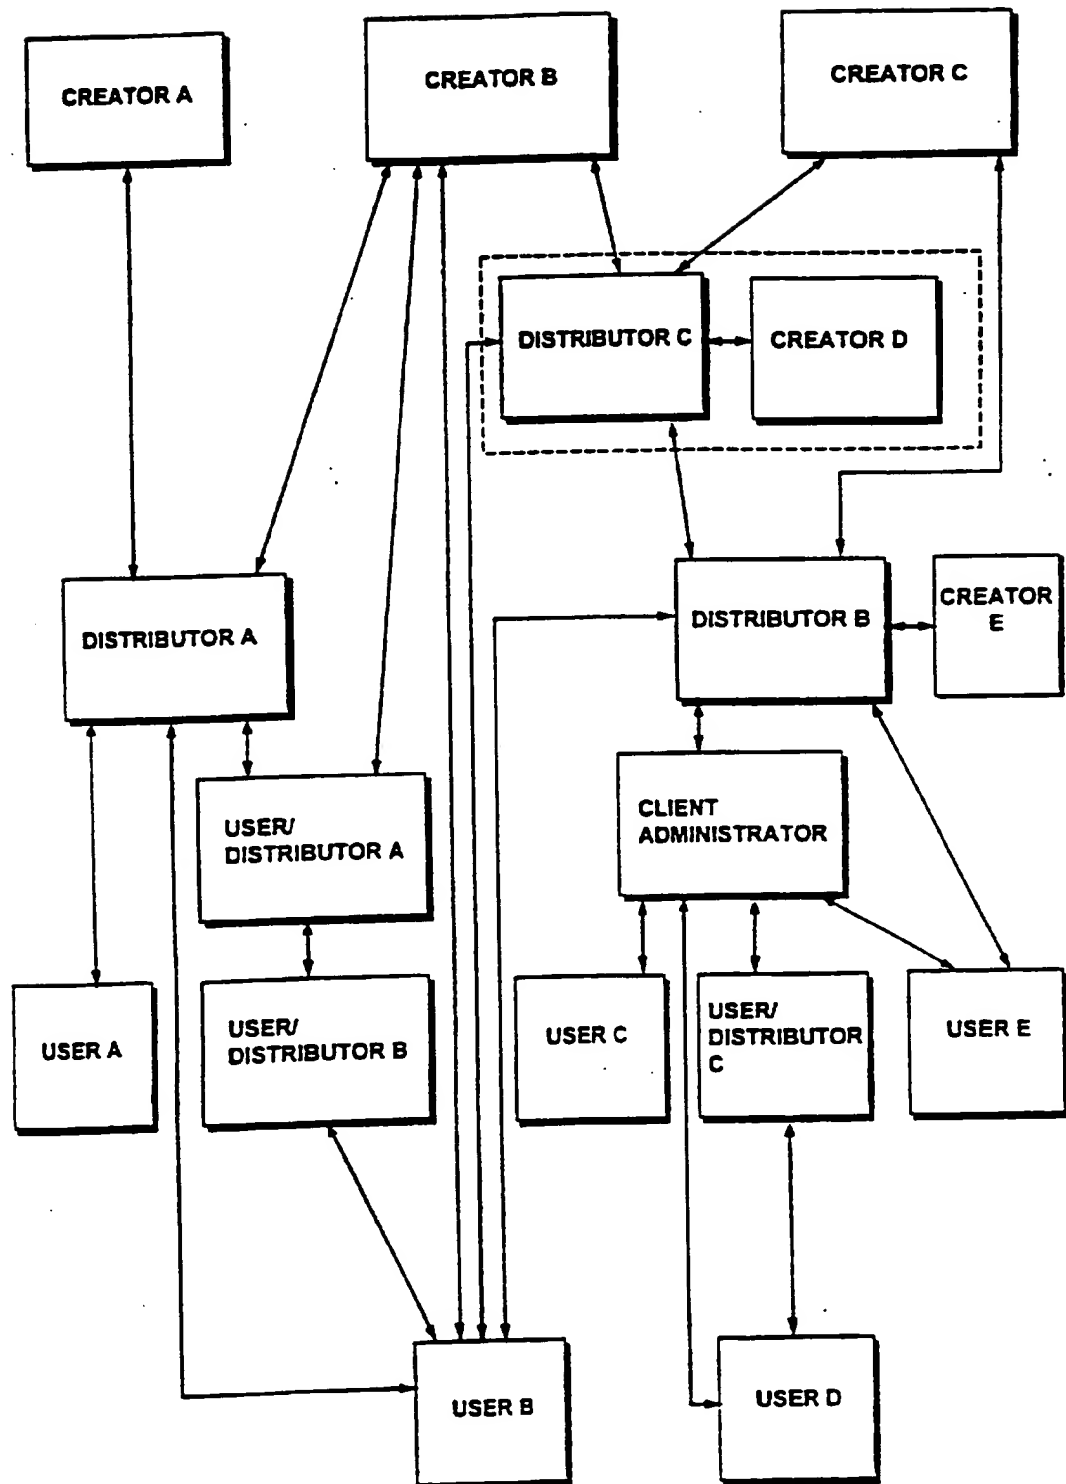 CREATOR A
CREATOR B
CREATOR C
DISTRIBUTOR C
CREATOR D
DISTRIBUTOR A
DISTRIBUTOR B
CREATOR
E
USER/
DISTRIBUTOR A
CLIENT
ADMINISTRATOR
USER A
USER/
DISTRIBUTOR B
USER C
USER/
DISTRIBUTOR
C
USER E
USER B
USER D